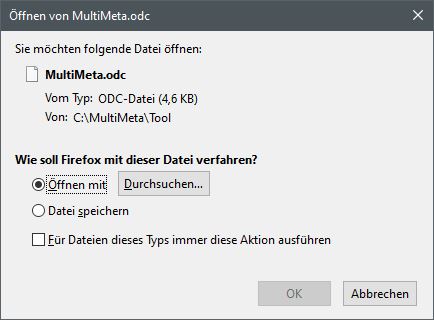 Öffnen von MultiMeta.odc
Sie möchten folgende Datei öffnen:
MultiMeta.odc
Vom Typ: ODC-Datei (4,6 KB)
Von: C:\MultiMeta\Tool
Wie soll Firefox mit dieser Datei verfahren?
Öffnen mit Durchsuchen...
Datei speichern
Für Dateien dieses Typs immer diese Aktion ausführen
OK Abbrechen